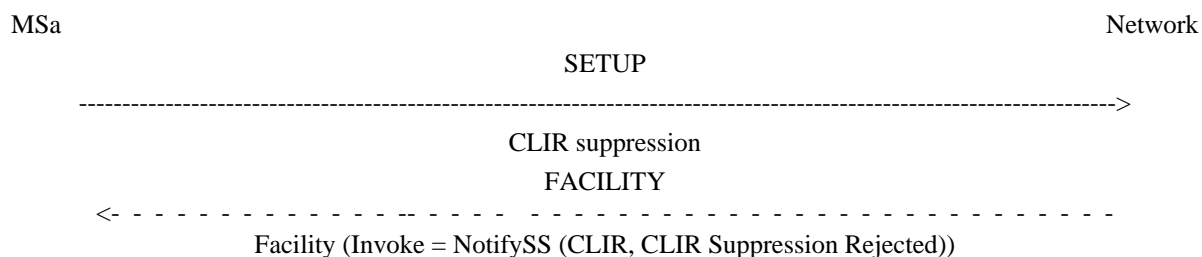 MSa Network
SETUP
------------------------------------------------------------------------------------------------------------------------>
CLIR suppression
FACILITY
<- - - - - - - - - - - - - -- - - - - - - - - - - - - - - - - - - - - - - - - -
Facility (Invoke = NotifySS (CLIR, CLIR Suppression Rejected))